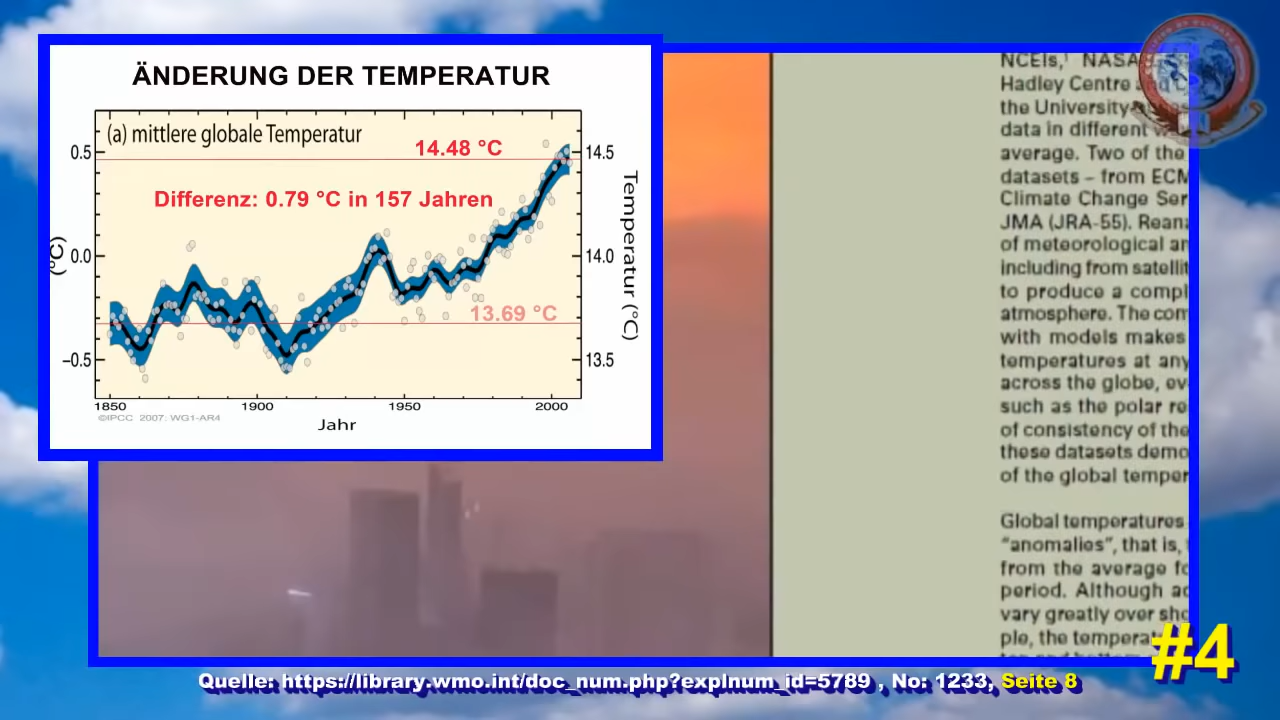 ÄNDERUNG DER TEMPERATUR
(a) mittlere globale Temperatur
14.48 °C
0.5
14.5
Differenz: 0.79 °C in 157 Jahren
(°C)
0.0
14.0
Temperatur (°C)
13.69 °C
−0.5
13.5
1850
1900
1950
2000
©IPCC 2007: WG1-AR4
Jahr
NCEIs,¹ NASA
Hadley Centre and
the University
data in different
average. Two of the
datasets – from ECM
Climate Change Ser
JMA (JRA-55). Reana
of meteorological an
including from satellit
to produce a compl
atmosphere. The com
with models makes
temperatures at any
across the globe, ev
such as the polar re
of consistency of the
these datasets demo
of the global temper
Global temperatures
“anomalies”, that is,
from the average fo
period. Although ac
vary greatly over sho
ple, the temperat
#4
Quelle: https://library.wmo.int/doc_num.php?explnum_id=5789 , No: 1233, Seite 8